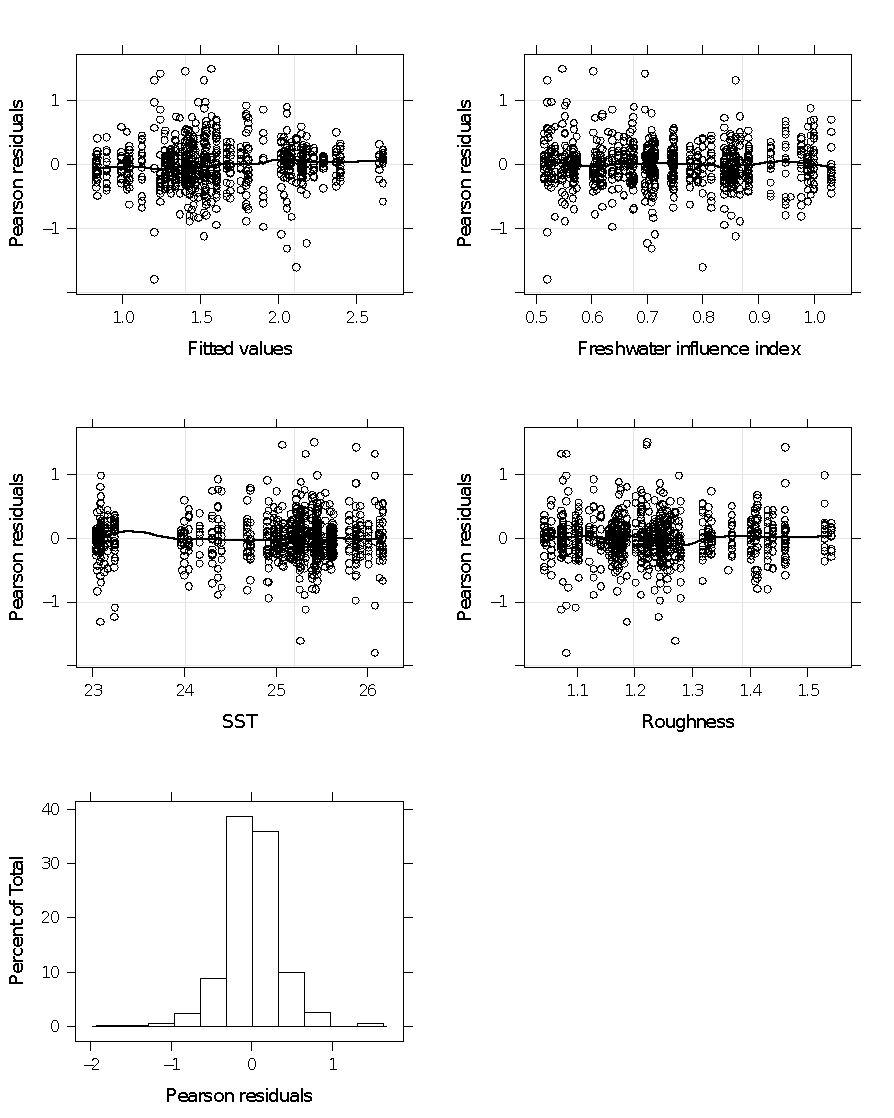 Pearson residuals
1
0
−1
1.0 1.5 2.0 2.5
Fitted values
Pearson residuals
1
0
−1
0.5 0.6 0.7 0.8 0.9 1.0
Freshwater influence index
Pearson residuals
1
0
−1
23 24 25 26
SST
Pearson residuals
1
0
−1
1.1 1.2 1.3 1.4 1.5
Roughness
Percent of Total
40
30
20
10
0
−2 −1 0 1
Pearson residuals